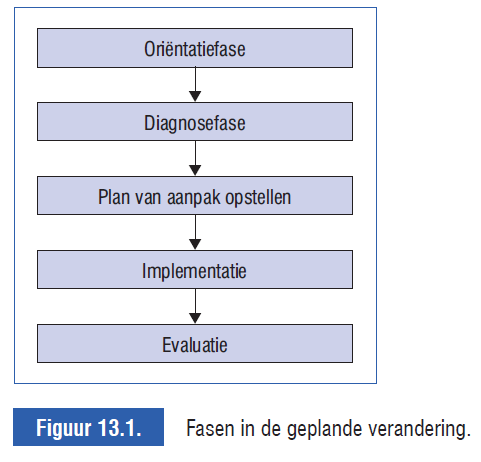 Oriëntatiefase
Diagnosefase
Plan van aanpak opstellen
Implementatie
Evaluatie
Figuur 13.1. Fasen in de geplande verandering.